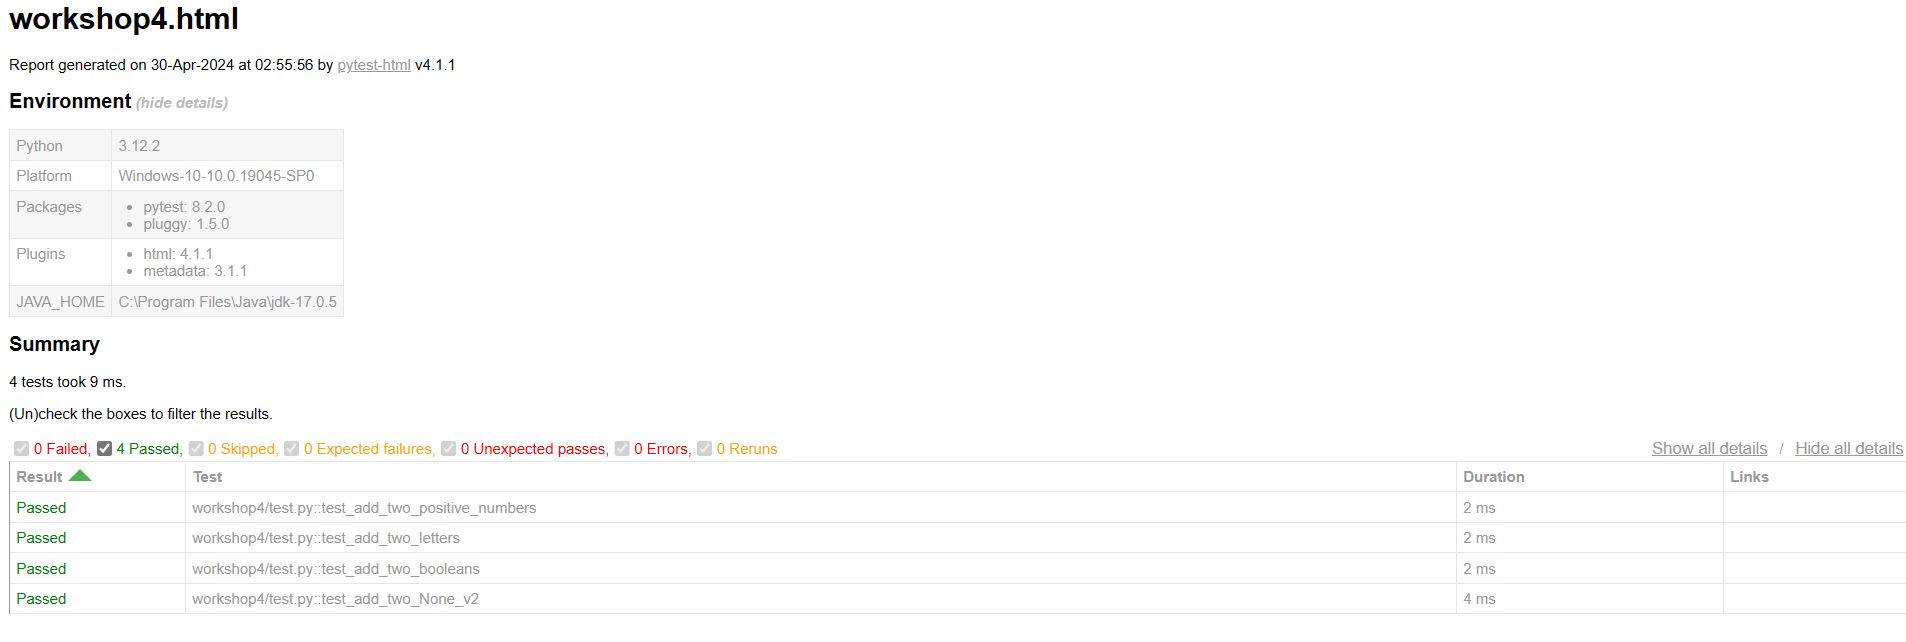 workshop4.html
Report generated on 30-Apr-2024 at 02:55:56 by pytest-html v4.1.1
Environment (hide details)
Python 3.12.2
Platform Windows-10-10.0.19045-SP0
Packages • pytest: 8.2.0
• pluggy: 1.5.0
Plugins • html: 4.1.1
• metadata: 3.1.1
JAVA_HOME C:\Program Files\Java\jdk-17.0.5
Summary
4 tests took 9 ms.
(Un)check the boxes to filter the results.
0 Failed, 4 Passed, 0 Skipped, 0 Expected failures, 0 Unexpected passes, 0 Errors, 0 Reruns Show all details / Hide all details
Result Test Duration Links
Passed workshop4/test.py::test_add_two_positive_numbers 2 ms
Passed workshop4/test.py::test_add_two_letters 2 ms
Passed workshop4/test.py::test_add_two_booleans 2 ms
Passed workshop4/test.py::test_add_two_None_v2 4 ms